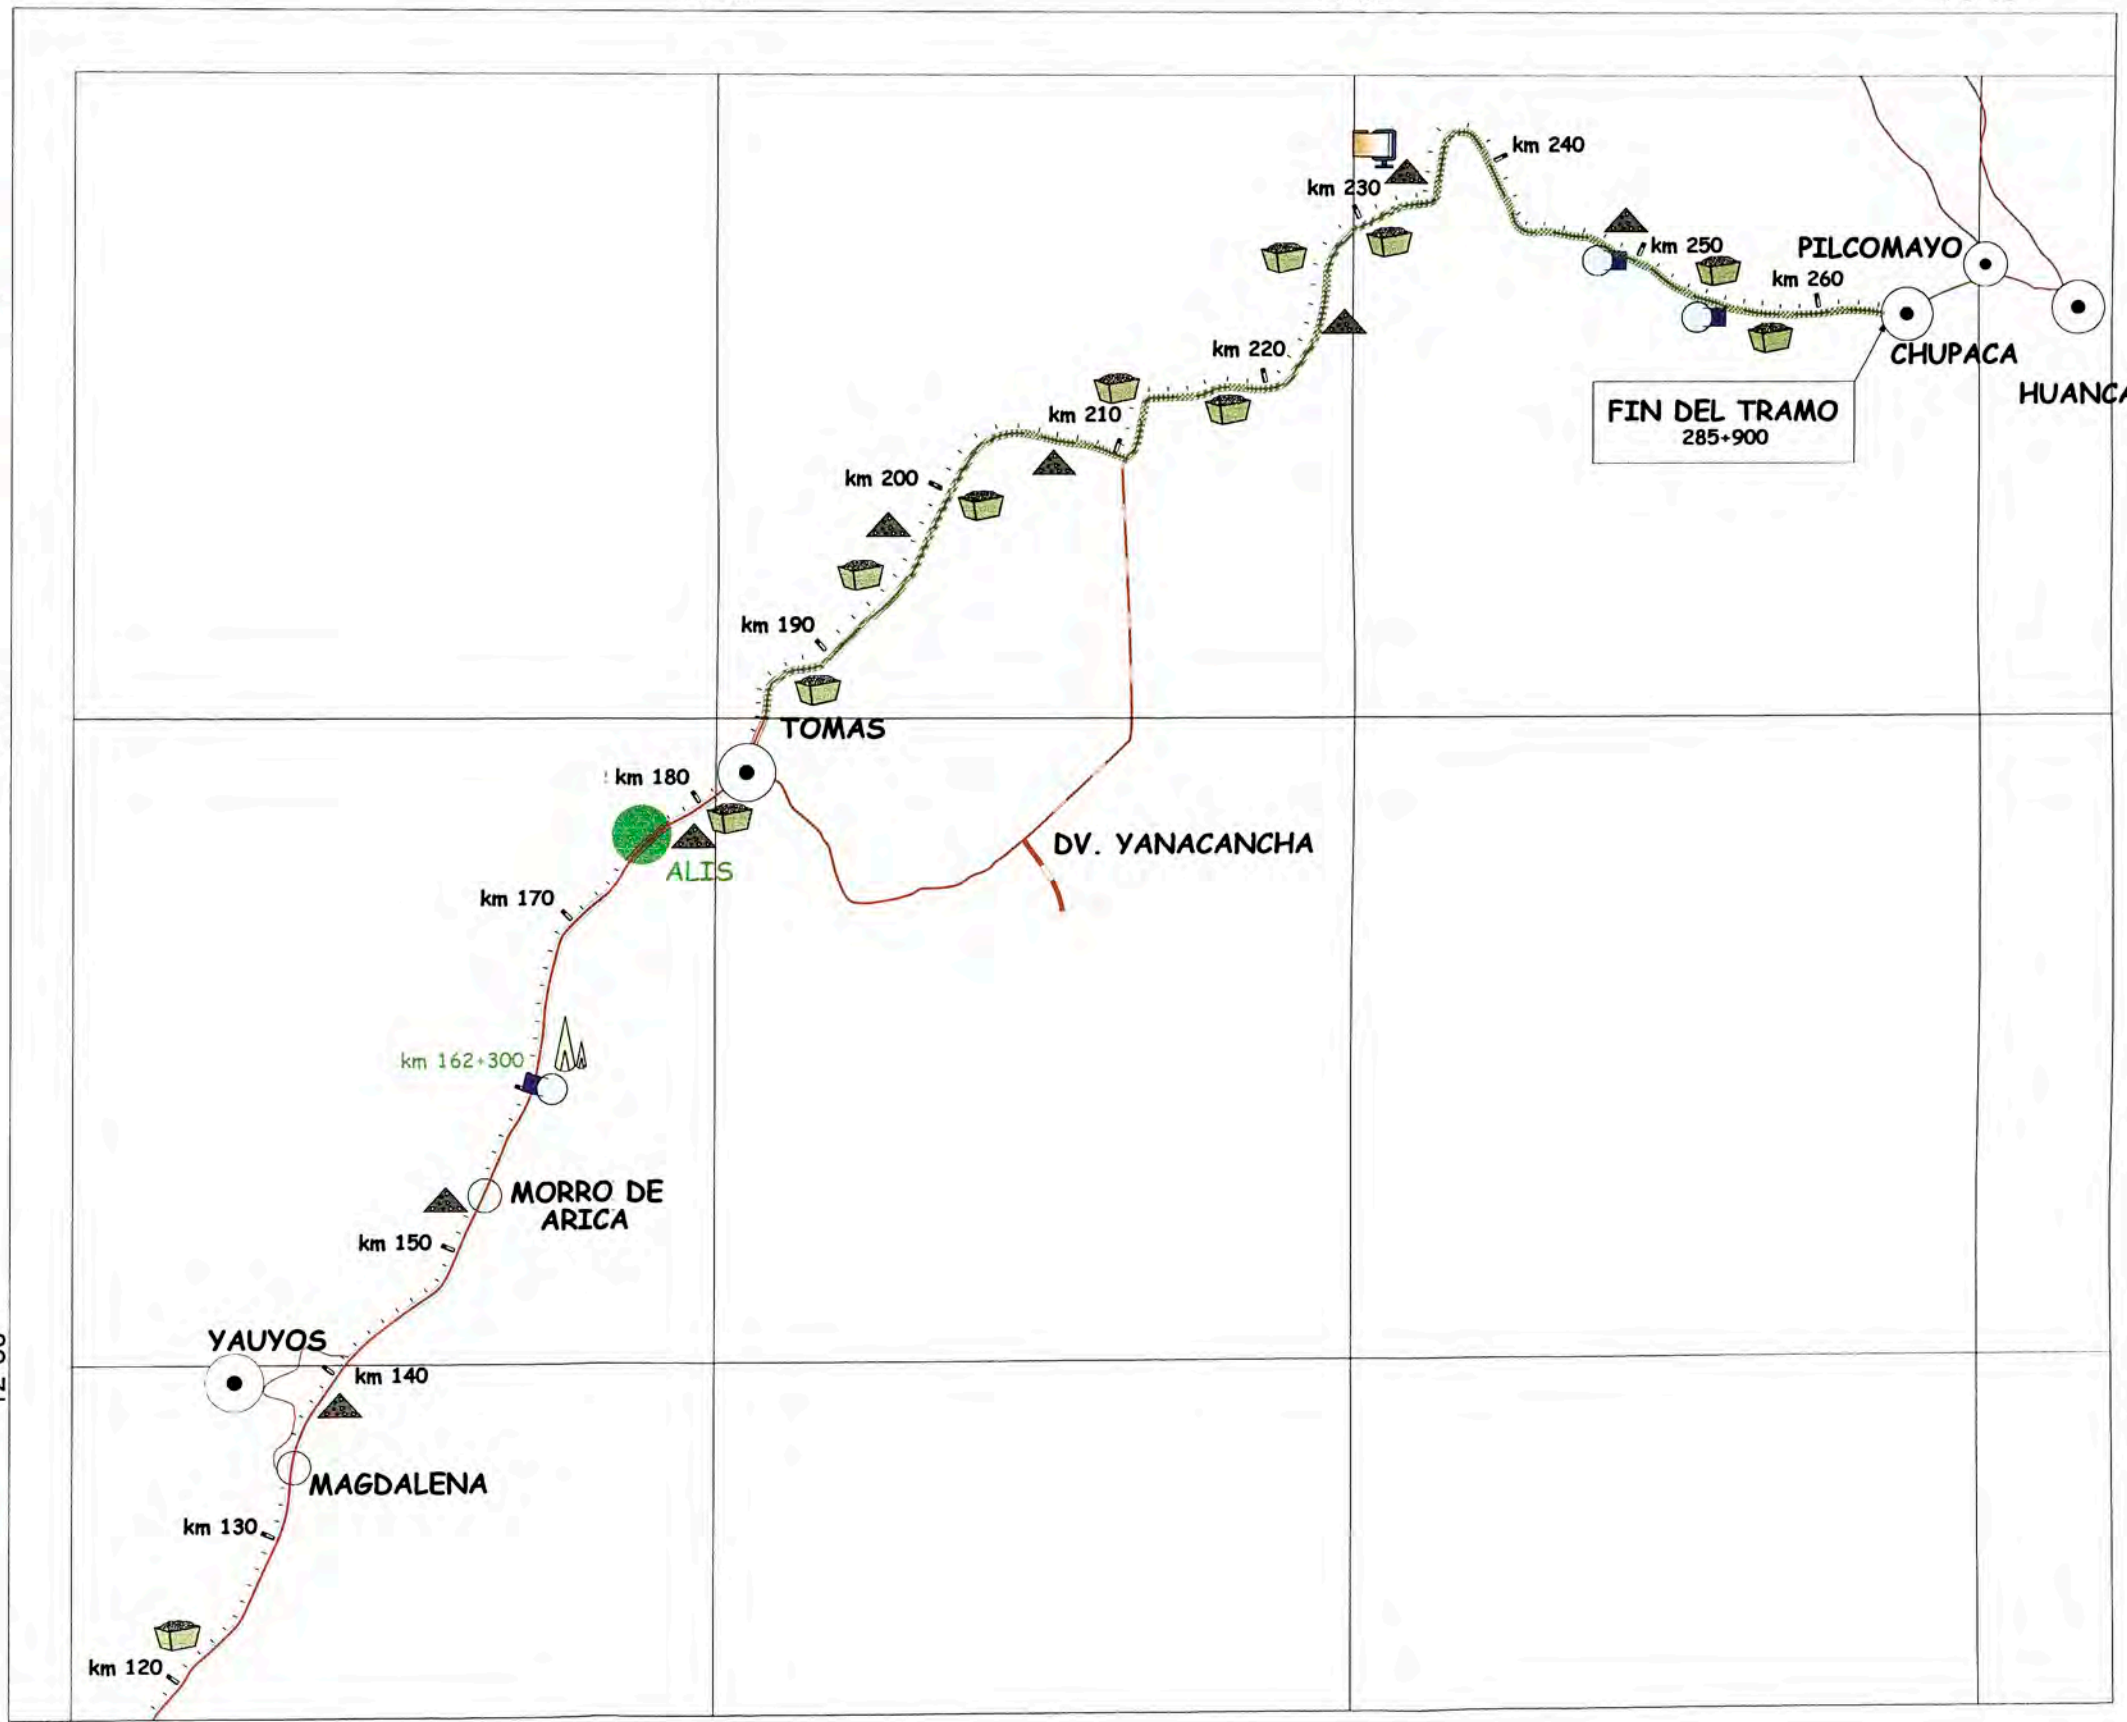 km 240
km 230
km 250
PILCOMAYO
km 260
km 220
CHUPACA
HUANCA
FIN DEL TRAMO
285+900
km 210
km 200
km 190
TOMAS
km 180
DV. YANACANCHA
ALIS
km 170
km 162+300
MORRO DE
ARICA
km 150
YAUYOS
km 140
MAGDALENA
km 130
km 120